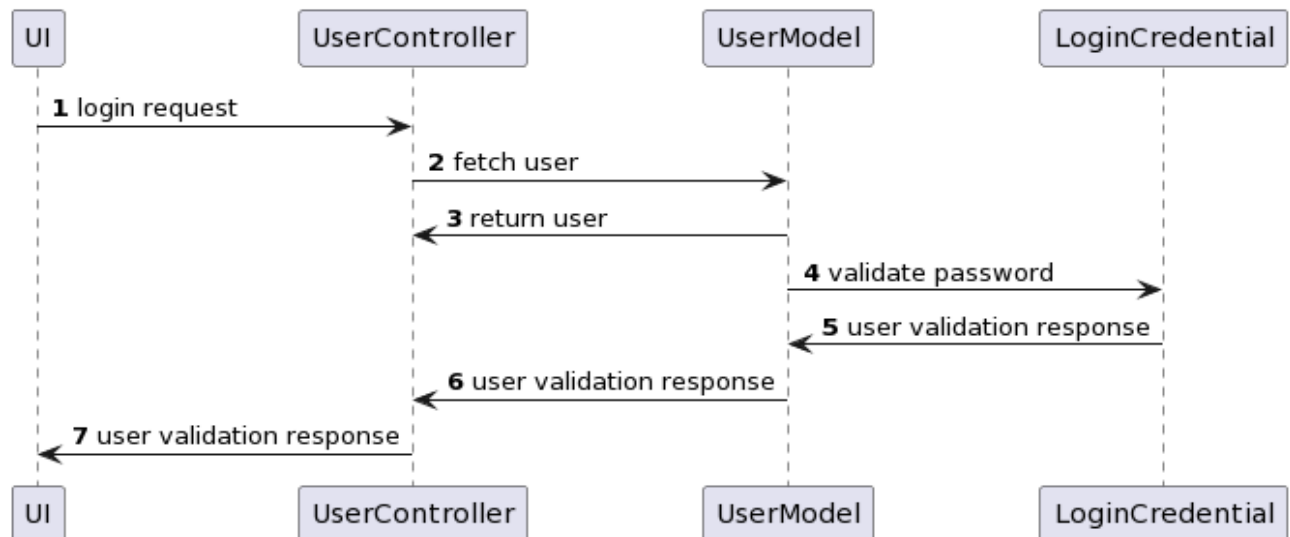 UI UserController UserModel LoginCredential
1 login request
2 fetch user
3 return user
4 validate password
5 user validation response
6 user validation response
7 user validation response
UI UserController UserModel LoginCredential